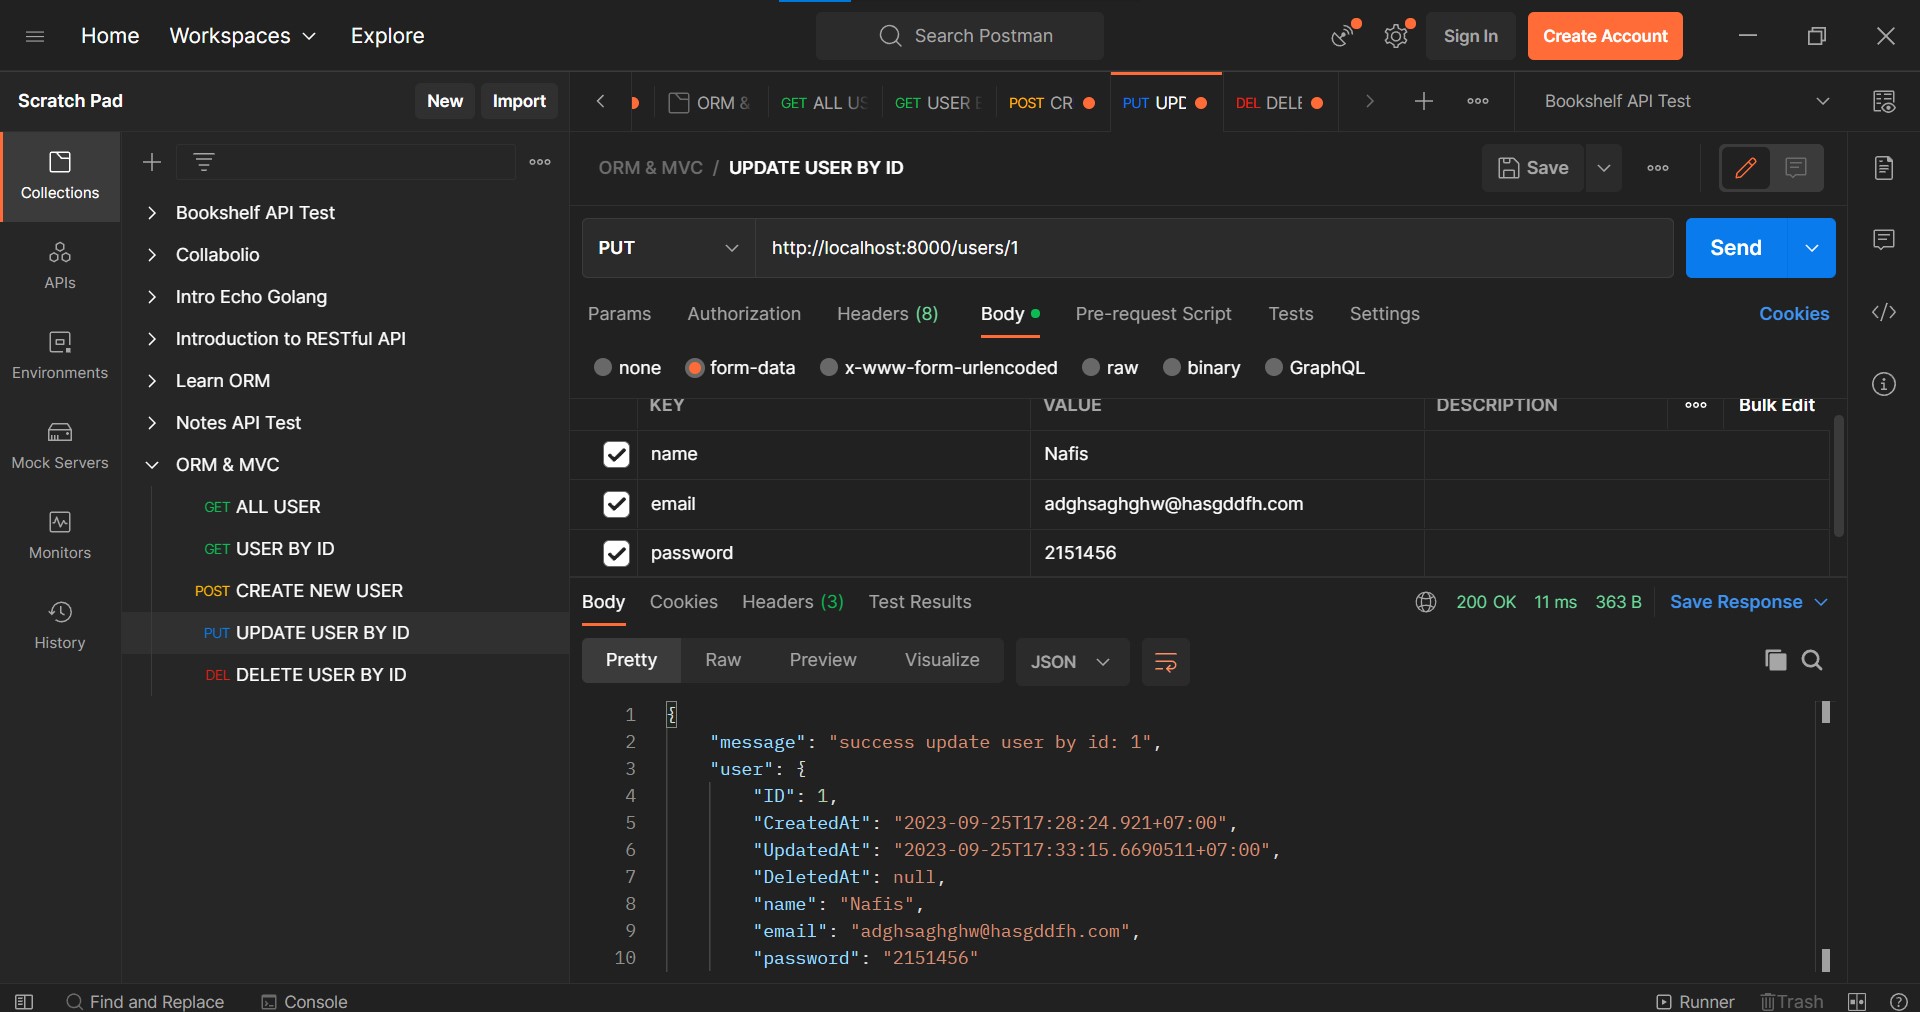 Home Workspaces Explore Search Postman Sign In Create Account
Scratch Pad New Import ORM & GET ALL US GET USER E POST CR PUT UPD DEL DELE Bookshelf API Test
ORM & MVC / UPDATE USER BY ID Save
Collections
APIs
Environments
Mock Servers
Monitors
History
Bookshelf API Test
Collabolio
Intro Echo Golang
Introduction to RESTful API
Learn ORM
Notes API Test
ORM & MVC
GET ALL USER
GET USER BY ID
POST CREATE NEW USER
PUT UPDATE USER BY ID
DEL DELETE USER BY ID
PUT http://localhost:8000/users/1 Send
Params Authorization Headers (8) Body Pre-request Script Tests Settings Cookies
none form-data x-www-form-urlencoded raw binary GraphQL
KEY VALUE DESCRIPTION Bulk Edit
name Nafis
email adghsaghghw@hasgddfh.com
password 2151456
Body Cookies Headers (3) Test Results 200 OK 11 ms 363 B Save Response
Pretty Raw Preview Visualize JSON
1 {
2 "message": "success update user by id: 1",
3 "user": {
4 "ID": 1,
5 "CreatedAt": "2023-09-25T17:28:24.921+07:00",
6 "UpdatedAt": "2023-09-25T17:33:15.6690511+07:00",
7 "DeletedAt": null,
8 "name": "Nafis",
9 "email": "adghsaghghw@hasgddfh.com",
10 "password": "2151456"
Find and Replace Console Runner Trash